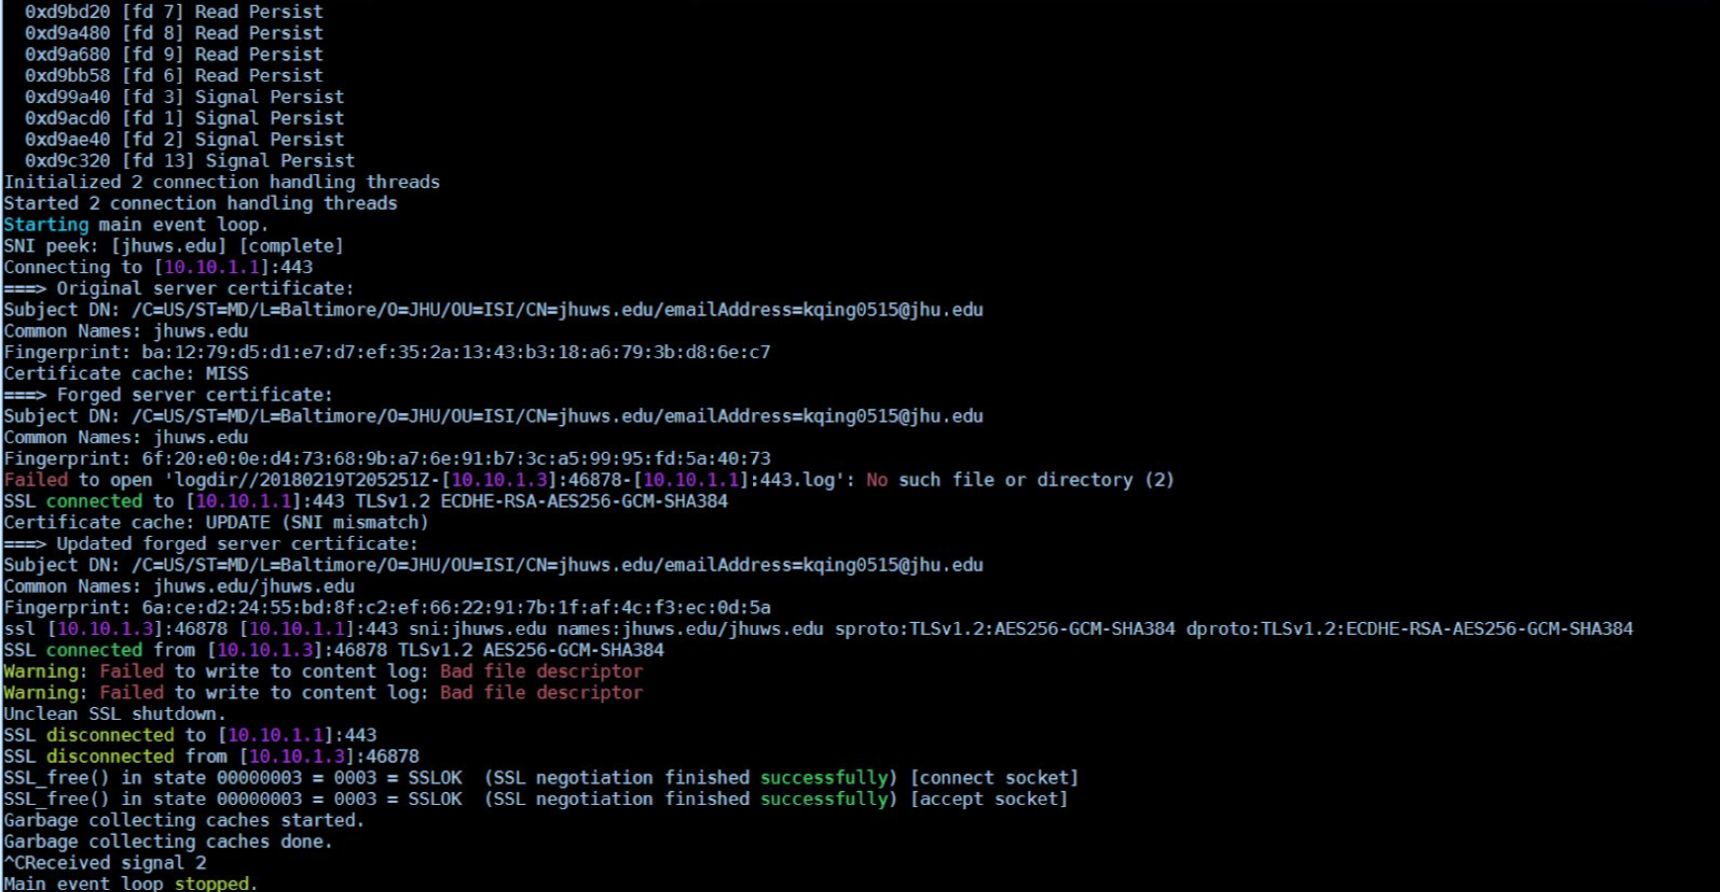 0xd9bd20 [fd 7] Read Persist
0xd9a480 [fd 8] Read Persist
0xd9a680 [fd 9] Read Persist
0xd9bb58 [fd 6] Read Persist
0xd99a40 [fd 3] Signal Persist
0xd9acd0 [fd 1] Signal Persist
0xd9ae40 [fd 2] Signal Persist
0xd9c320 [fd 13] Signal Persist
Initialized 2 connection handling threads
Started 2 connection handling threads
Starting main event loop.
SNI peek: [jhuws.edu] [complete]
Connecting to [10.10.1.1]:443
===> Original server certificate:
Subject DN: /C=US/ST=MD/L=Baltimore/O=JHU/OU=ISI/CN=jhuws.edu/emailAddress=kqing0515@jhu.edu
Common Names: jhuws.edu
Fingerprint: ba:12:79:d5:d1:e7:d7:ef:35:2a:13:43:b3:18:a6:79:3b:d8:6e:c7
Certificate cache: MISS
===> Forged server certificate:
Subject DN: /C=US/ST=MD/L=Baltimore/O=JHU/OU=ISI/CN=jhuws.edu/emailAddress=kqing0515@jhu.edu
Common Names: jhuws.edu
Fingerprint: 6f:20:e0:0e:d4:73:68:9b:a7:6e:91:b7:3c:a5:99:95:fd:5a:40:73
Failed to open 'logdir//20180219T205251Z-[10.10.1.3]:46878-[10.10.1.1]:443.log': No such file or directory (2)
SSL connected to [10.10.1.1]:443 TLSv1.2 ECDHE-RSA-AES256-GCM-SHA384
Certificate cache: UPDATE (SNI mismatch)
===> Updated forged server certificate:
Subject DN: /C=US/ST=MD/L=Baltimore/O=JHU/OU=ISI/CN=jhuws.edu/emailAddress=kqing0515@jhu.edu
Common Names: jhuws.edu/jhuws.edu
Fingerprint: 6a:ce:d2:24:55:bd:8f:c2:ef:66:22:91:7b:1f:af:4c:f3:ec:0d:5a
ssl [10.10.1.3]:46878 [10.10.1.1]:443 sni:jhuws.edu names:jhuws.edu/jhuws.edu sproto:TLSv1.2:AES256-GCM-SHA384 dproto:TLSv1.2:ECDHE-RSA-AES256-GCM-SHA384
SSL connected from [10.10.1.3]:46878 TLSv1.2 AES256-GCM-SHA384
Warning: Failed to write to content log: Bad file descriptor
Warning: Failed to write to content log: Bad file descriptor
Unclean SSL shutdown.
SSL disconnected to [10.10.1.1]:443
SSL disconnected from [10.10.1.3]:46878
SSL_free() in state 00000003 = 0003 = SSLOK  (SSL negotiation finished successfully) [connect socket]
SSL_free() in state 00000003 = 0003 = SSLOK  (SSL negotiation finished successfully) [accept socket]
Garbage collecting caches started.
Garbage collecting caches done.
^CReceived signal 2
Main event loop stopped.